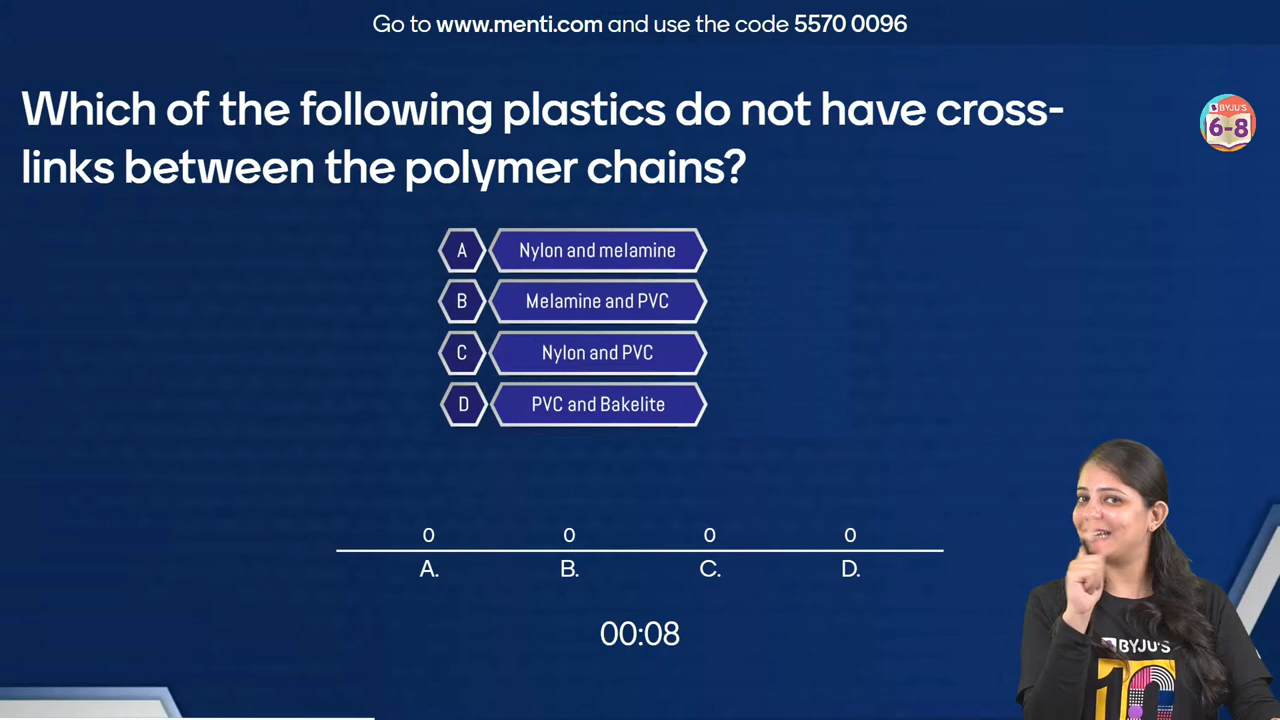 Go to www.menti.com and use the code 5570 0096
Which of the following plastics do not have cross-
links between the polymer chains?
BYJU'S
6-8
A Nylon and melamine
B Melamine and PVC
C Nylon and PVC
D PVC and Bakelite
0 0 0 0
A. B. C. D.
00:08
BYJU'S